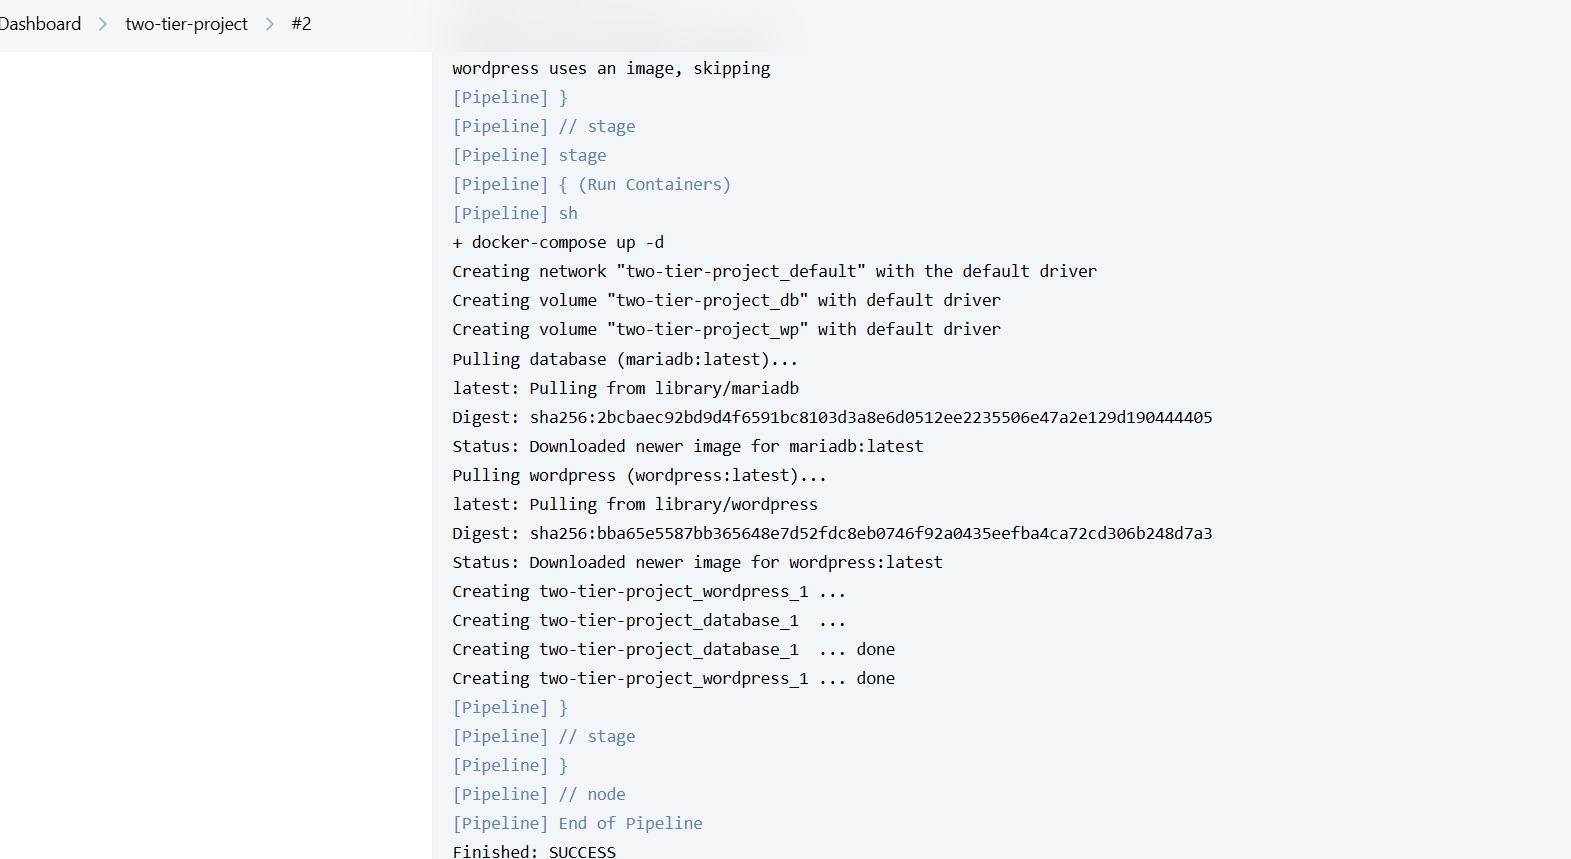 Dashboard > two-tier-project > #2
wordpress uses an image, skipping
[Pipeline] }
[Pipeline] // stage
[Pipeline] stage
[Pipeline] { (Run Containers)
[Pipeline] sh
+ docker-compose up -d
Creating network "two-tier-project_default" with the default driver
Creating volume "two-tier-project_db" with default driver
Creating volume "two-tier-project_wp" with default driver
Pulling database (mariadb:latest)...
latest: Pulling from library/mariadb
Digest: sha256:2bcbaec92bd9d4f6591bc8103d3a8e6d0512ee2235506e47a2e129d190444405
Status: Downloaded newer image for mariadb:latest
Pulling wordpress (wordpress:latest)...
latest: Pulling from library/wordpress
Digest: sha256:bba65e5587bb365648e7d52fdc8eb0746f92a0435eefba4ca72cd306b248d7a3
Status: Downloaded newer image for wordpress:latest
Creating two-tier-project_wordpress_1 ...
Creating two-tier-project_database_1  ...
Creating two-tier-project_database_1  ... done
Creating two-tier-project_wordpress_1 ... done
[Pipeline] }
[Pipeline] // stage
[Pipeline] }
[Pipeline] // node
[Pipeline] End of Pipeline
Finished: SUCCESS